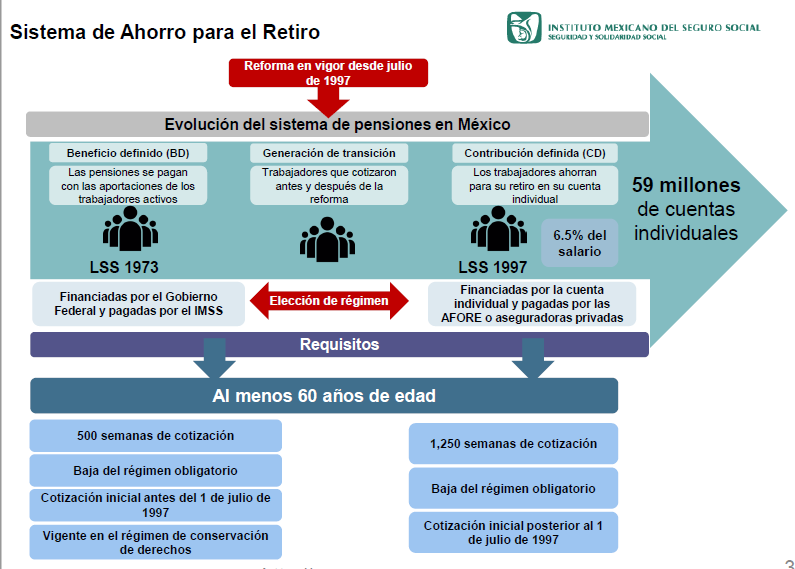 Sistema de Ahorro para el Retiro
INSTITUTO MEXICANO DEL SEGURO SOCIAL
SEGURIDAD Y SOLIDARIDAD SOCIAL
Reforma en vigor desde julio
de 1997
Evolución del sistema de pensiones en México
Beneficio definido (BD)
Las pensiones se pagan
con las aportaciones de los
trabajadores activos
LSS 1973
Generación de transición
Trabajadores que cotizaron
antes y después de la
reforma
Contribución definida (CD)
Los trabajadores ahorran
para su retiro en su cuenta
individual
6.5% del
salario
LSS 1997
59 millones
de cuentas
individuales
Financiadas por el Gobierno
Federal y pagadas por el IMSS
Elección de régimen
Financiadas por la cuenta
individual y pagadas por las
AFORE o aseguradoras privadas
Requisitos
Al menos 60 años de edad
500 semanas de cotización
Baja del régimen obligatorio
Cotización inicial antes del 1 de julio de
1997
Vigente en el régimen de conservación
de derechos
1,250 semanas de cotización
Baja del régimen obligatorio
Cotización inicial posterior al 1
de julio de 1997
3